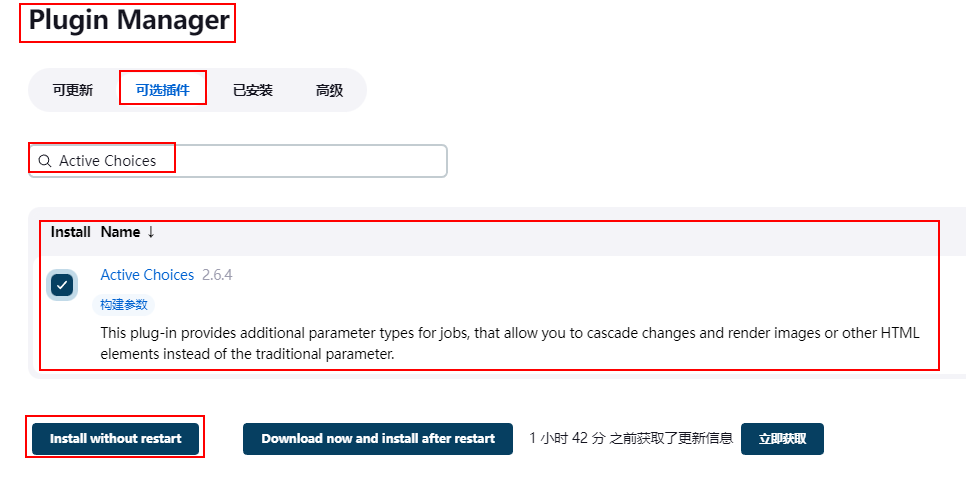 Plugin Manager
可更新 可选插件 已安装 高级
Active Choices
Install Name ↓
Active Choices 2.6.4
构建参数
This plug-in provides additional parameter types for jobs, that allow you to cascade changes and render images or other HTML
elements instead of the traditional parameter.
Install without restart Download now and install after restart 1 小时 42 分 之前获取了更新信息 立即获取